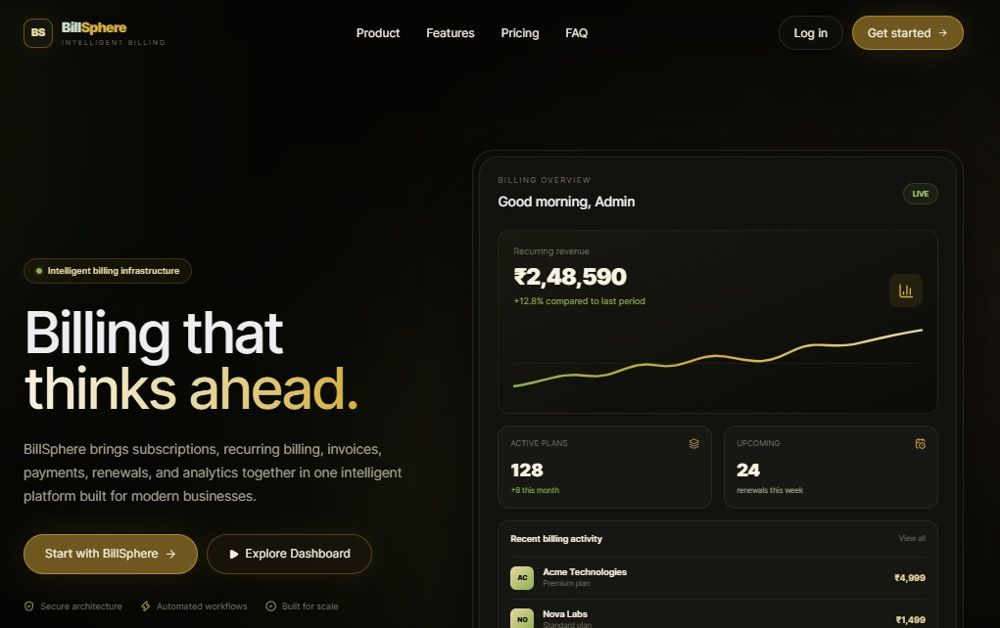 BS
BillSphere
INTELLIGENT BILLING
Product
Features
Pricing
FAQ
Log in
Get started →
Intelligent billing infrastructure
Billing that
thinks ahead.
BillSphere brings subscriptions, recurring billing, invoices,
payments, renewals, and analytics together in one intelligent
platform built for modern businesses.
Start with BillSphere →
Explore Dashboard
Secure architecture
Automated workflows
Built for scale
BILLING OVERVIEW
Good morning, Admin
LIVE
Recurring revenue
₹2,48,590
+12.8% compared to last period
ACTIVE PLANS
128
+8 this month
UPCOMING
24
renewals this week
Recent billing activity
View all
AC
Acme Technologies
Premium plan
₹4,999
NO
Nova Labs
Standard plan
₹1,499